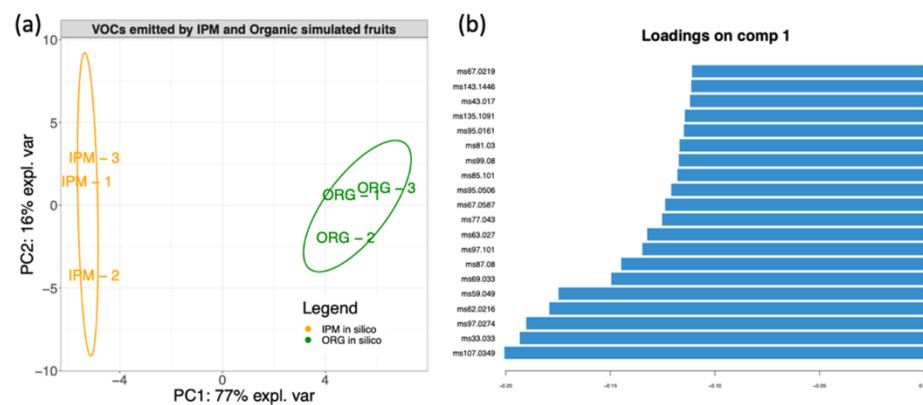 (a)
VOCs emitted by IPM and Organic simulated fruits
10
5
0
−5
−10
PC2: 16% expl. var
IPM − 3
IPM − 1
IPM − 2
ORG − 3
ORG − 1
ORG − 2
Legend
IPM in silico
ORG in silico
−4
0
4
PC1: 77% expl. var
(b)
Loadings on comp 1
ms67.0219
ms143.1446
ms43.017
ms135.1091
ms95.0161
ms81.03
ms99.08
ms85.101
ms95.0506
ms67.0587
ms77.043
ms63.027
ms97.101
ms87.08
ms69.033
ms59.049
ms62.0216
ms97.0274
ms33.033
ms107.0349
−0.20
−0.15
−0.10
−0.05